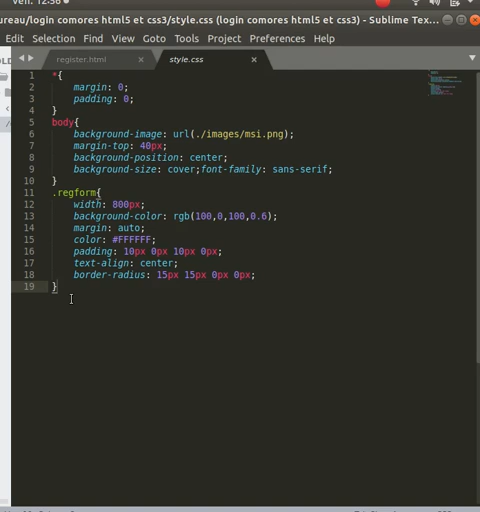 ven. 12:56
ureau/login comores html5 et css3/style.css (login comores html5 et css3) - Sublime Tex...
Edit Selection Find View Goto Tools Project Preferences Help
register.html × style.css ×
1 *{
2 margin: 0;
3 padding: 0;
4 }
5 body{
6 background-image: url(./images/msi.png);
7 margin-top: 40px;
8 background-position: center;
9 background-size: cover;font-family: sans-serif;
10 }
11 .regform{
12 width: 800px;
13 background-color: rgb(100,0,100,0.6);
14 margin: auto;
15 color: #FFFFFF;
16 padding: 10px 0px 10px 0px;
17 text-align: center;
18 border-radius: 15px 15px 0px 0px;
19 }